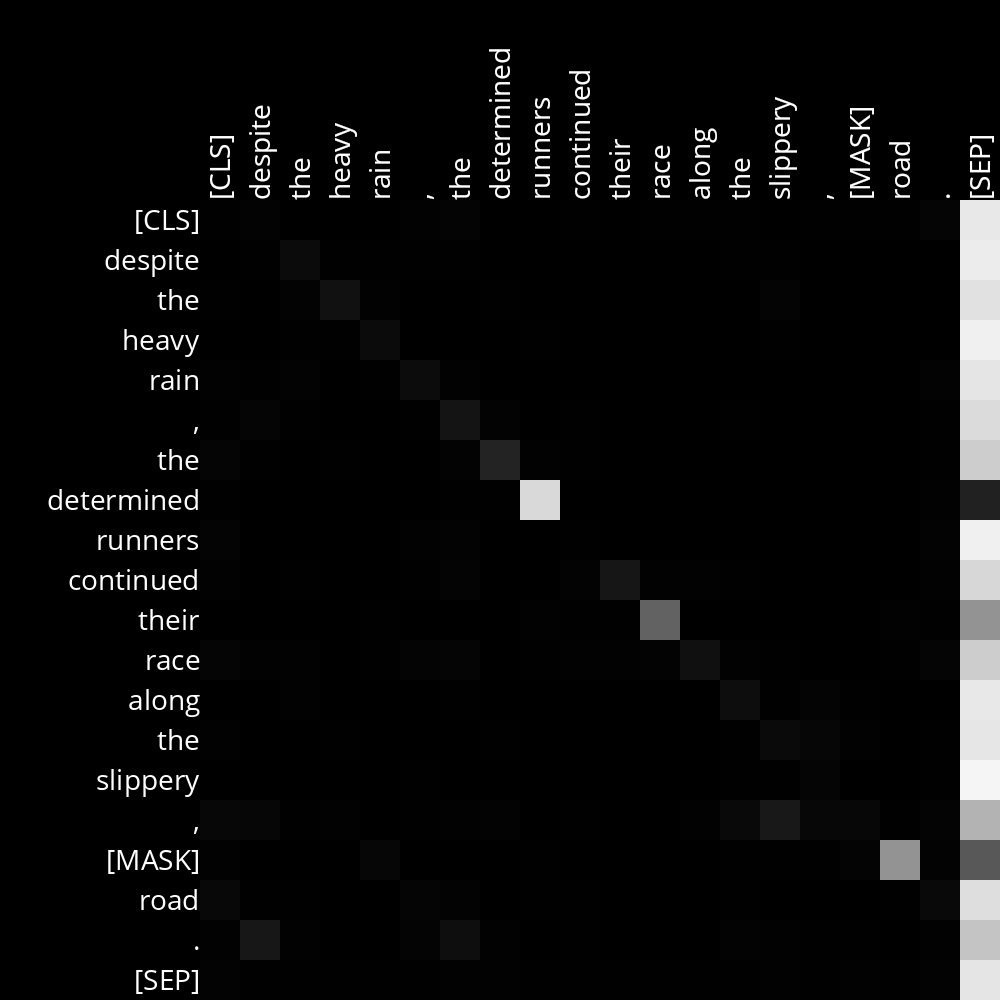 [CLS] despite the heavy rain , the determined runners continued their race along the slippery , [MASK] road . [SEP]
[CLS]
despite
the
heavy
rain
,
the
determined
runners
continued
their
race
along
the
slippery
,
[MASK]
road
.
[SEP]